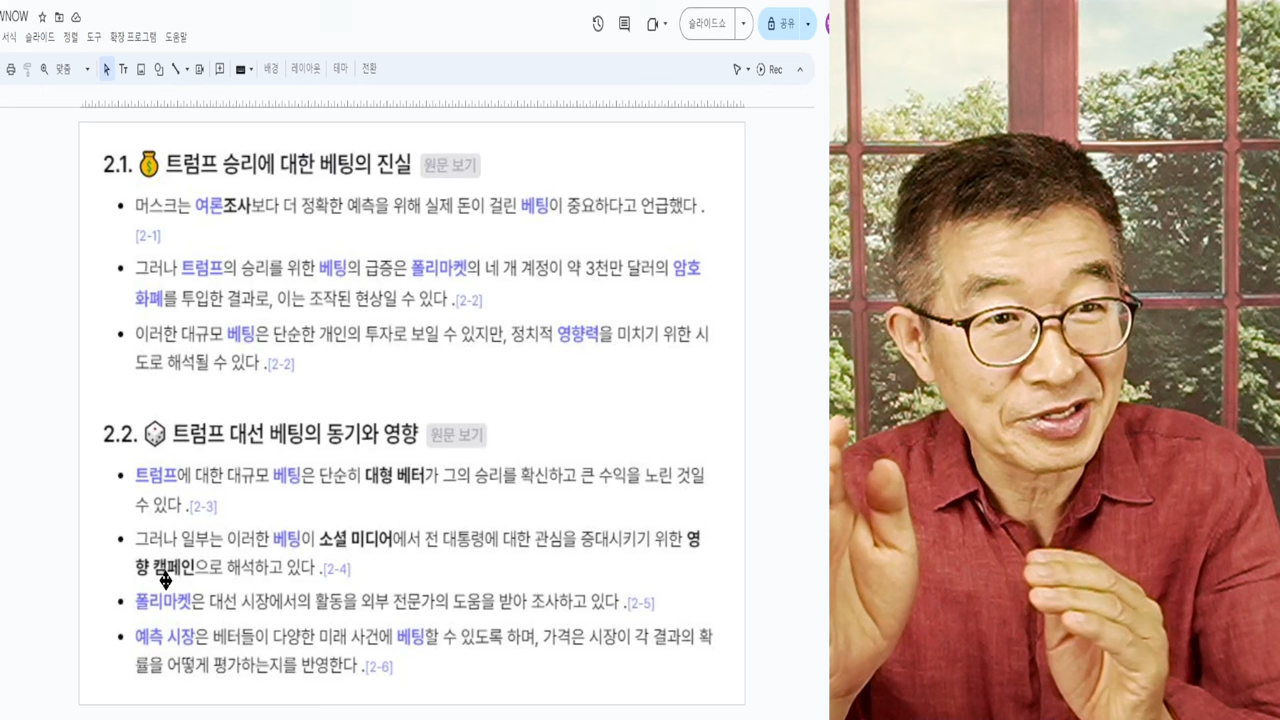 WNOW
서식 슬라이드 정렬 도구 확장 프로그램 도움말
슬라이드쇼
공유
맞춤
Tт
배경 레이아웃 테마 전환
Rec
2.1. 트럼프 승리에 대한 베팅의 진실 원문 보기
• 머스크는 여론조사보다 더 정확한 예측을 위해 실제 돈이 걸린 베팅이 중요하다고 언급했다 .
[2-1]
• 그러나 트럼프의 승리를 위한 베팅의 급증은 폴리마켓의 네 개 계정이 약 3천만 달러의 암호
화폐를 투입한 결과로, 이는 조작된 현상일 수 있다 .[2-2]
• 이러한 대규모 베팅은 단순한 개인의 투자로 보일 수 있지만, 정치적 영향력을 미치기 위한 시
도로 해석될 수 있다 .[2-2]
2.2. 트럼프 대선 베팅의 동기와 영향 원문 보기
• 트럼프에 대한 대규모 베팅은 단순히 대형 베터가 그의 승리를 확신하고 큰 수익을 노린 것일
수 있다 .[2-3]
• 그러나 일부는 이러한 베팅이 소셜 미디어에서 전 대통령에 대한 관심을 증대시키기 위한 영
향 캠페인으로 해석하고 있다 .[2-4]
• 폴리마켓은 대선 시장에서의 활동을 외부 전문가의 도움을 받아 조사하고 있다 .[2-5]
• 예측 시장은 베터들이 다양한 미래 사건에 베팅할 수 있도록 하며, 가격은 시장이 각 결과의 확
률을 어떻게 평가하는지를 반영한다 .[2-6]